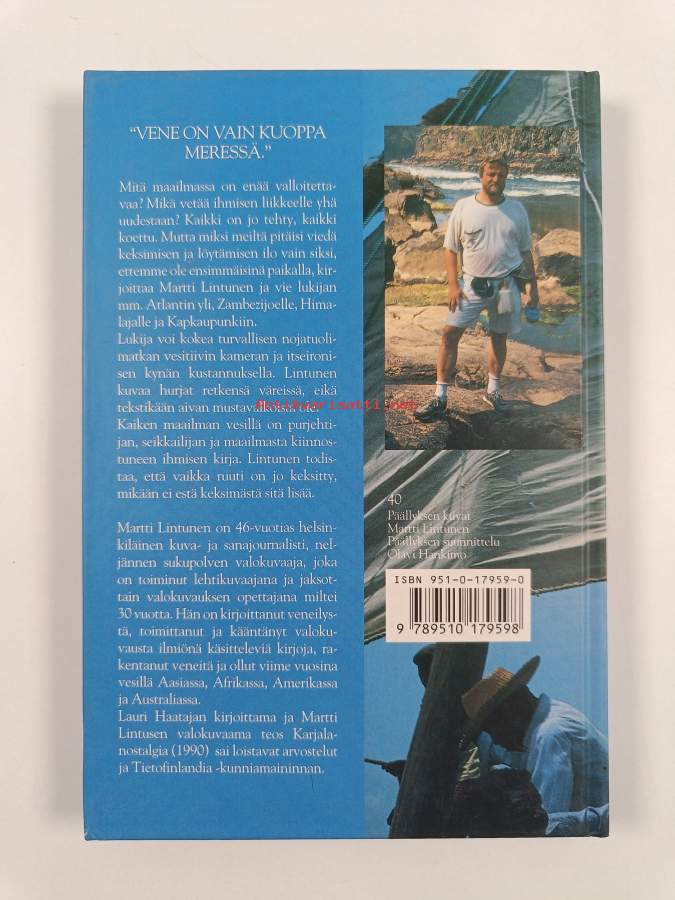 “VENE ON VAIN KUOPPA
MERESSÄ.”
Mitä maailmassa on enää valloitetta-
vaa? Mikä vetää ihmisen liikkeelle yhä
uudestaan? Kaikki on jo tehty, kaikki
koettu. Mutta miksi meiltä pitäisi viedä
keksimisen ja löytämisen ilo vain siksi,
ettemme ole ensimmäisinä paikalla, kir-
joittaa Martti Lintunen ja vie lukijan
mm. Atlantin yli, Zambezijoelle, Hima-
lajalle ja Kapkaupunkiin.
Lukija voi kokea turvallisen nojatuoli-
matkan vesitiivin kameran ja itseironi-
sen kynän kustannuksella. Lintunen
kuvaa hurjat retkensä väreissä, eikä
tekstikään aivan
Kaiken maailman vesillä on purjehti-
jan, seikkailijan ja maailmasta kiinnos-
tuneen ihmisen kirja. Lintunen todis-
taa, että vaikka ruuti on jo keksitty,
mikään ei estä keksimästä sitä lisää.
Martti Lintunen on 46-vuotias helsin-
kiläinen kuva- ja sanajournalisti, nel-
jännen sukupolven valokuvaaja, joka
on toiminut lehtikuvaajana ja jaksot-
tain valokuvauksen opettajana miltei
30 vuotta. Hän on kirjoittanut veneilys-
tä, toimittanut ja kääntänyt valoku-
vausta ilmiönä käsitteleviä kirjoja, ra-
kentanut veneitä ja ollut viime vuosina
vesillä Aasiassa, Afrikassa, Amerikassa
ja Australiassa.
Lauri Haatajan kirjoittama ja Martti
Lintusen valokuvaama teos Karjala-
nostalgia (1990) sai loistavat arvostelut
ja Tietofinlandia -kunniamaininnan.
40
Päällyksen kuvat
Martti Lintunen
Päällyksen suunnittelu
Olavi Hankimo
ISBN 951-0-17959-0
9 789510 179598